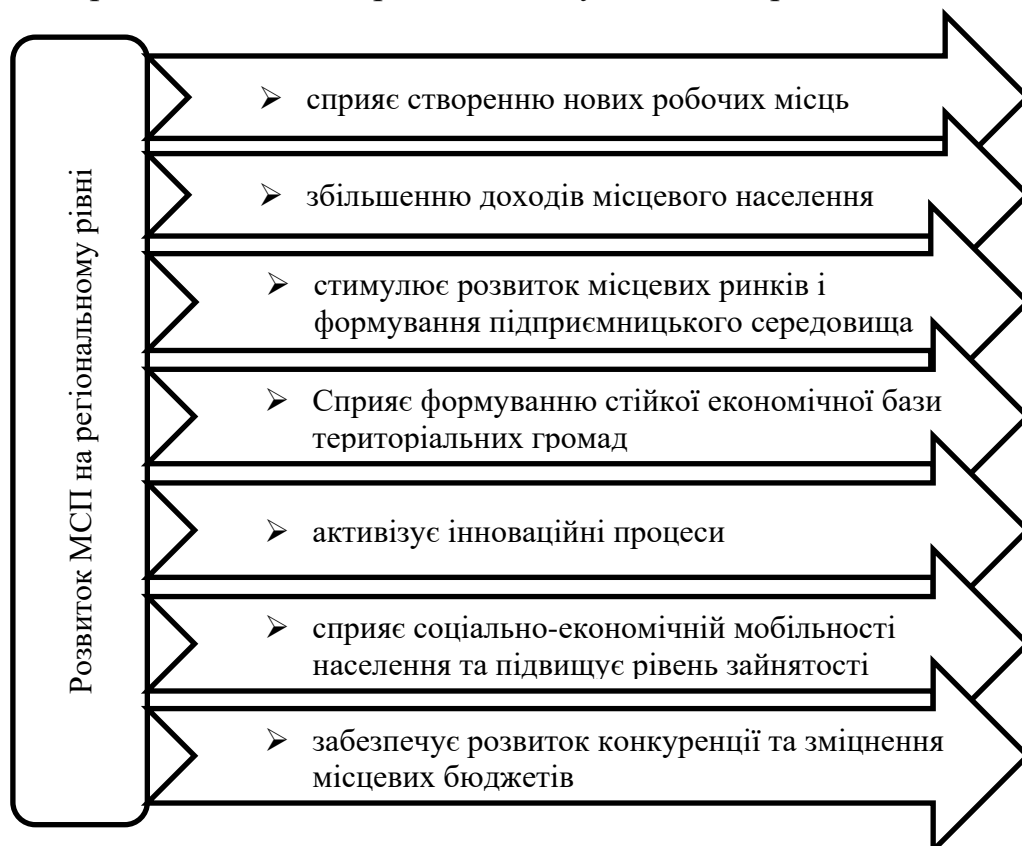 Розвиток МСП на регіональному рівні
➢ сприяє створенню нових робочих місць
➢ збільшенню доходів місцевого населення
➢ стимулює розвиток місцевих ринків і
формування підприємницького середовища
➢ Сприяє формуванню стійкої економічної бази
територіальних громад
➢ активізує інноваційні процеси
➢ сприяє соціально-економічній мобільності
населення та підвищує рівень зайнятості
➢ забезпечує розвиток конкуренції та зміцнення
місцевих бюджетів